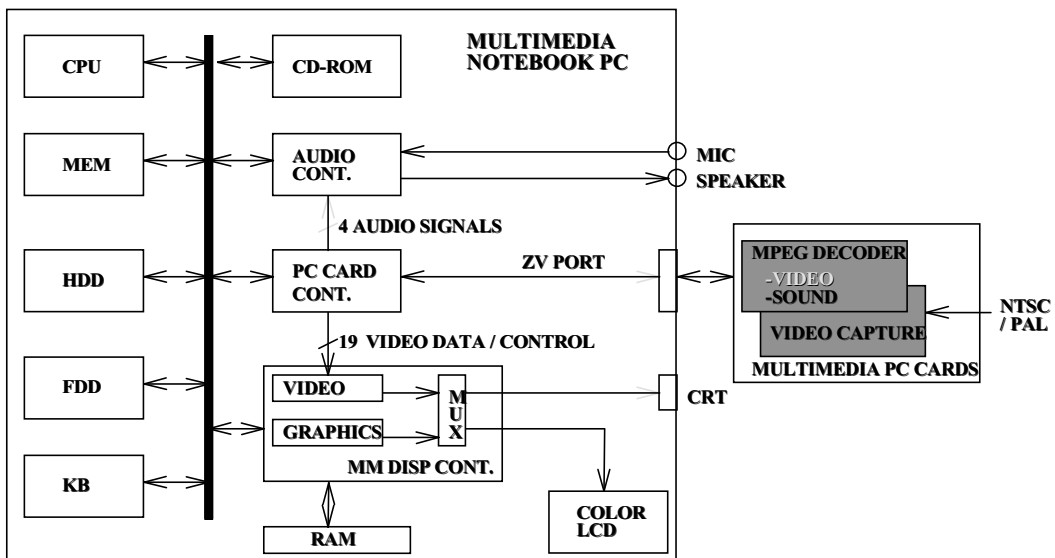 MULTIMEDIA
NOTEBOOK PC
CPU
CD-ROM
MEM
AUDIO
CONT.
MIC
SPEAKER
4 AUDIO SIGNALS
HDD
PC CARD
CONT.
ZV PORT
MPEG DECODER
-VIDEO
-SOUND
VIDEO CAPTURE
MULTIMEDIA PC CARDS
NTSC
/ PAL
19 VIDEO DATA / CONTROL
FDD
VIDEO
GRAPHICS
M
U
X
MM DISP CONT.
CRT
KB
RAM
COLOR
LCD